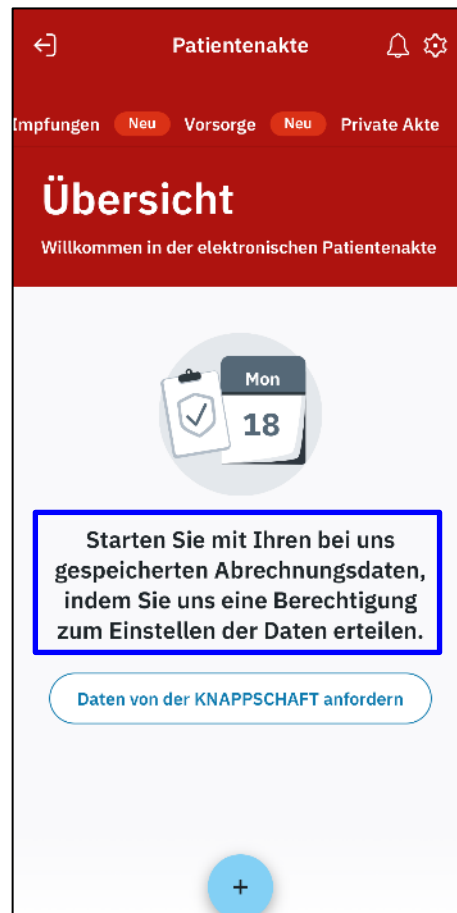 Patientenakte
Impfungen Neu Vorsorge Neu Private Akte
Übersicht
Willkommen in der elektronischen Patientenakte
Mon
18
Starten Sie mit Ihren bei uns
gespeicherten Abrechnungsdaten,
indem Sie uns eine Berechtigung
zum Einstellen der Daten erteilen.
Daten von der KNAPPSCHAFT anfordern
+